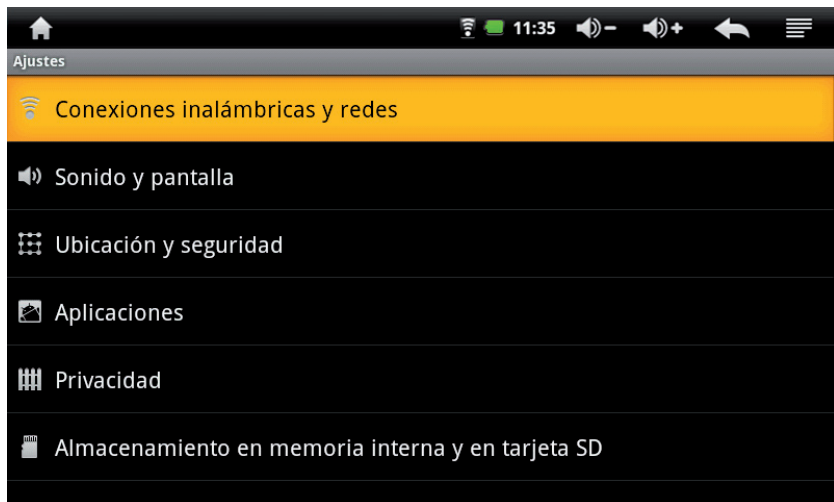 11:35
Ajustes
Conexiones inalámbricas y redes
Sonido y pantalla
Ubicación y seguridad
Aplicaciones
Privacidad
Almacenamiento en memoria interna y en tarjeta SD